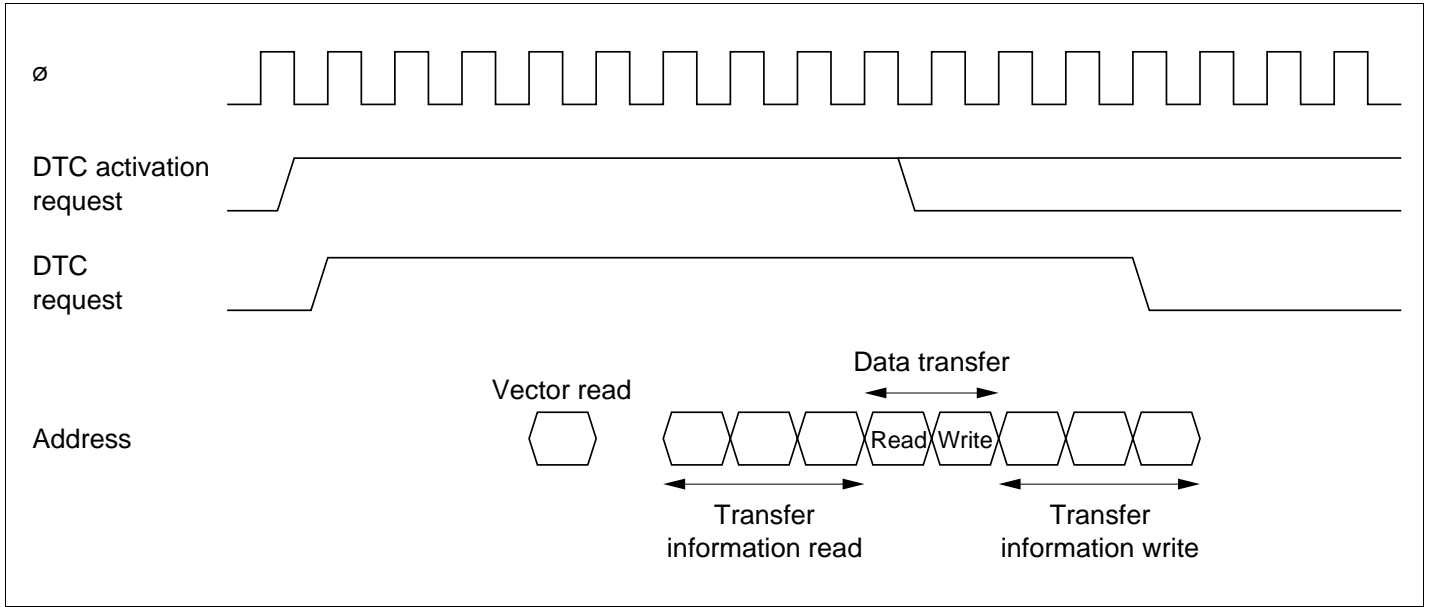 ø
DTC activation
request
DTC
request
Data transfer
Vector read
Address
Read
Write
Transfer
information read
Transfer
information write